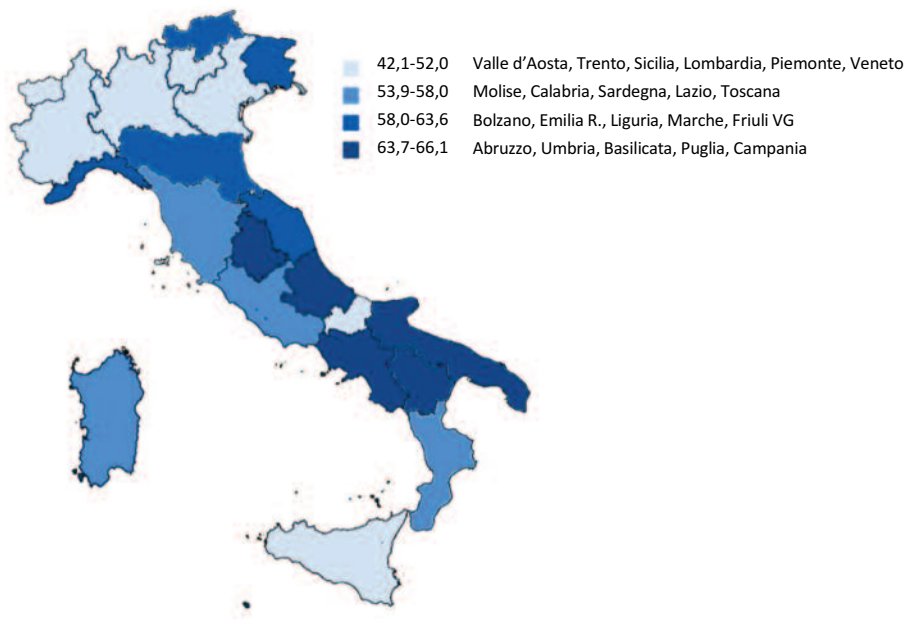 42,1-52,0 Valle d’Aosta, Trento, Sicilia, Lombardia, Piemonte, Veneto
53,9-58,0 Molise, Calabria, Sardegna, Lazio, Toscana
58,0-63,6 Bolzano, Emilia R., Liguria, Marche, Friuli VG
63,7-66,1 Abruzzo, Umbria, Basilicata, Puglia, Campania